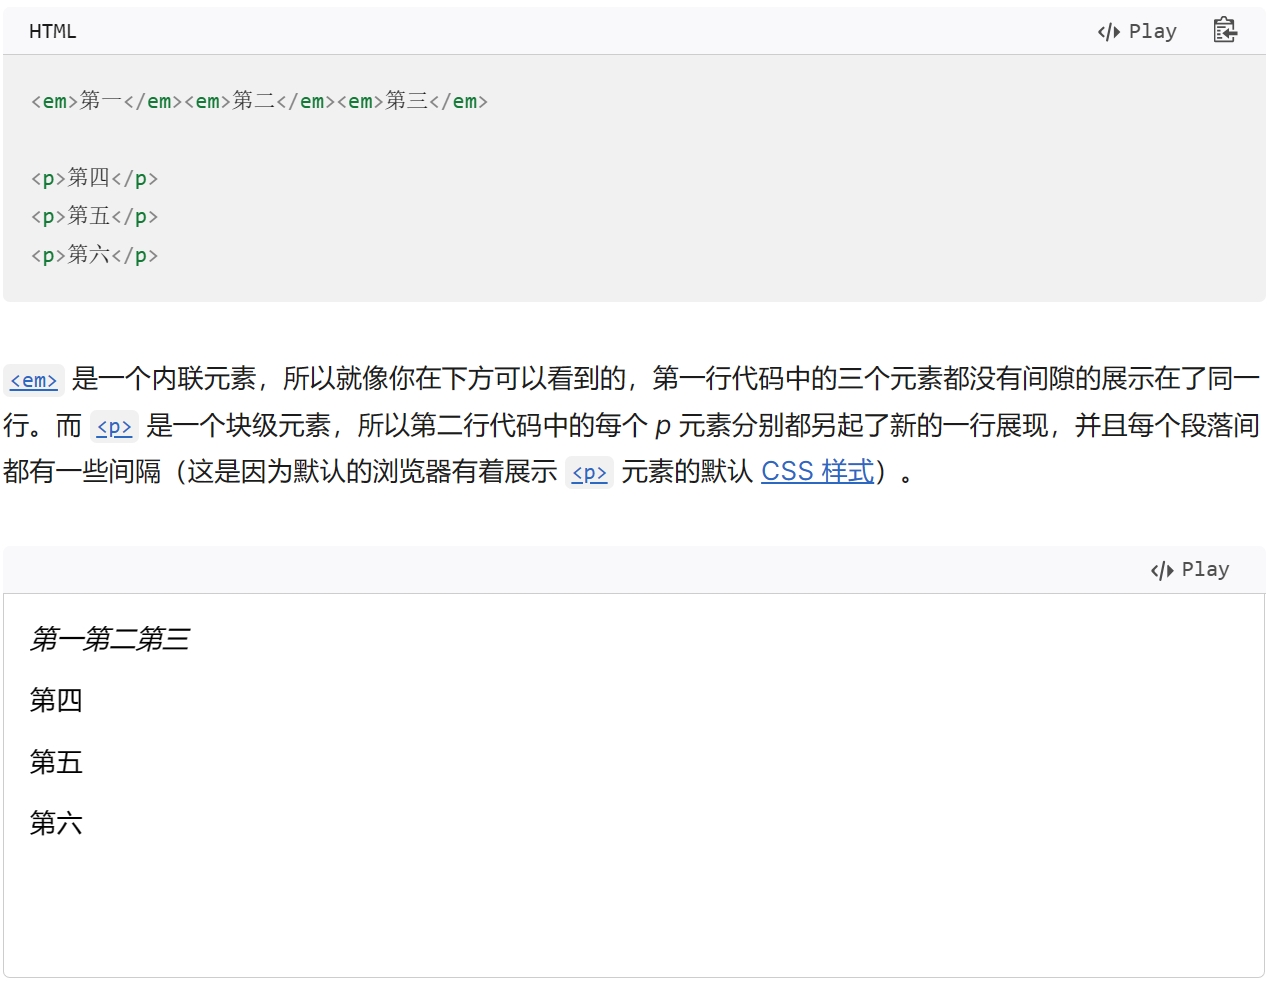 HTML
Play
<em>第一</em><em>第二</em><em>第三</em>
<p>第四</p>
<p>第五</p>
<p>第六</p>
<em> 是一个内联元素，所以就像你在下方可以看到的，第一行代码中的三个元素都没有间隙的展示在了同一
行。而 <p> 是一个块级元素，所以第二行代码中的每个 p 元素分别都另起了新的一行展现，并且每个段落间
都有一些间隔（这是因为默认的浏览器有着展示 <p> 元素的默认 CSS 样式）。
Play
第一第二第三
第四
第五
第六